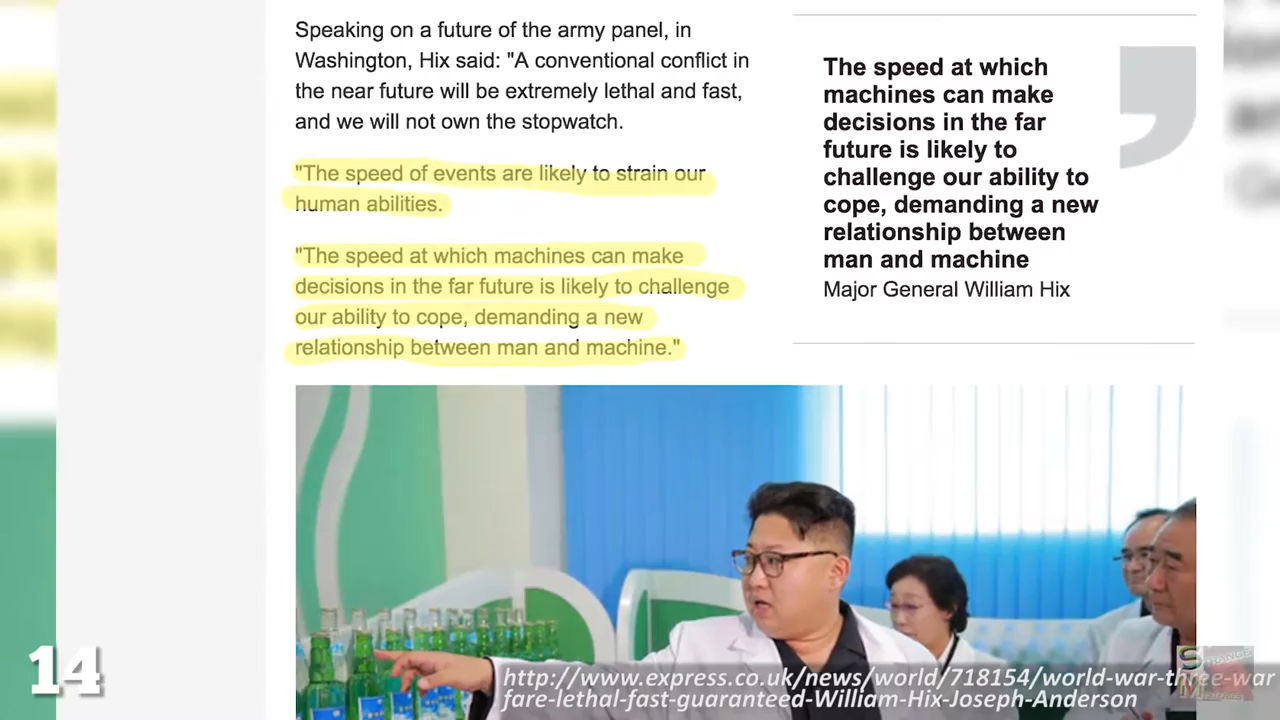 Speaking on a future of the army panel, in
Washington, Hix said: "A conventional conflict in
the near future will be extremely lethal and fast,
and we will not own the stopwatch.
"The speed of events are likely to strain our
human abilities.
"The speed at which machines can make
decisions in the far future is likely to challenge
our ability to cope, demanding a new
relationship between man and machine."
The speed at which
machines can make
decisions in the far
future is likely to
challenge our ability to
cope, demanding a new
relationship between
man and machine
Major General William Hix
14
http://www.express.co.uk/news/world/718154/world-war-three-war
fare-lethal-fast-guaranteed-William-Hix-Joseph-Anderson
STRANGE